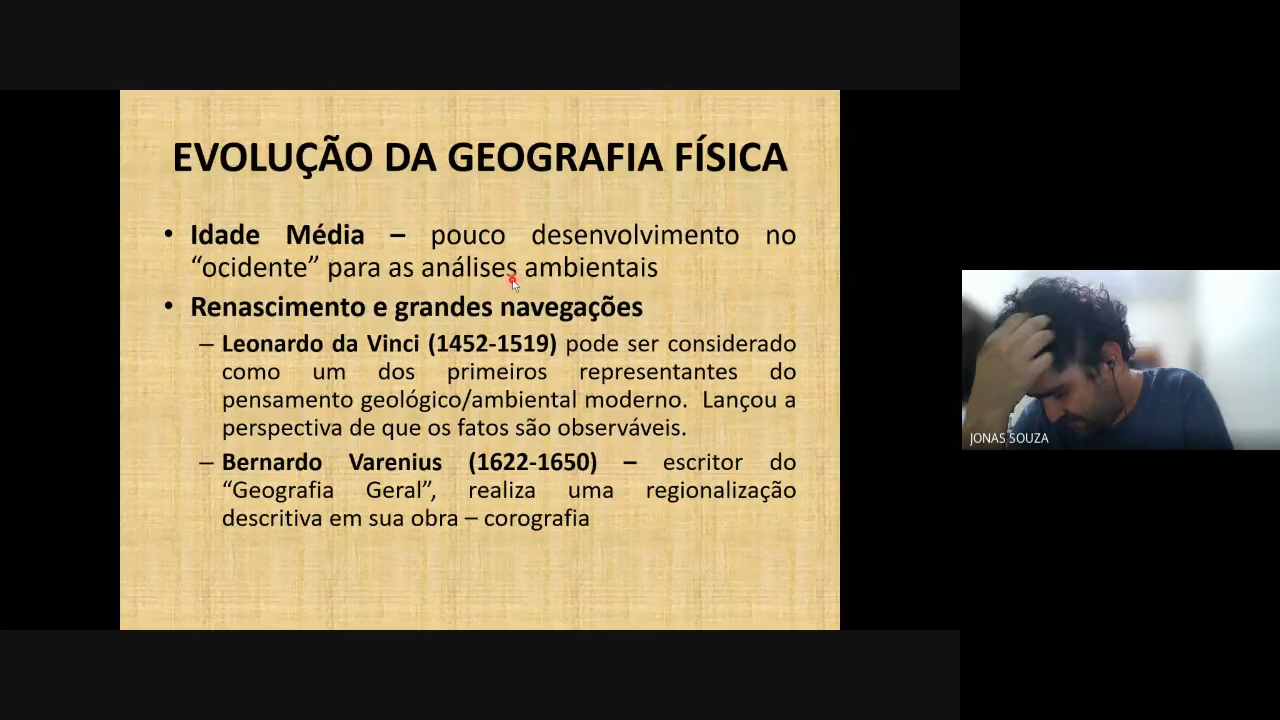 EVOLUÇÃO DA GEOGRAFIA FÍSICA
• Idade Média – pouco desenvolvimento no
“ocidente” para as análises ambientais
• Renascimento e grandes navegações
– Leonardo da Vinci (1452-1519) pode ser considerado
como um dos primeiros representantes do
pensamento geológico/ambiental moderno. Lançou a
perspectiva de que os fatos são observáveis.
– Bernardo Varenius (1622-1650) – escritor do
“Geografia Geral”, realiza uma regionalização
descritiva em sua obra – corografia
JONAS SOUZA